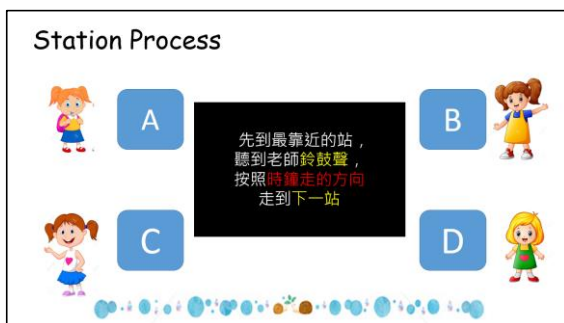 Station Process
A
B
先到最靠近的站，
聽到老師鈴鼓聲，
按照時鐘走的方向
走到下一站
C
D